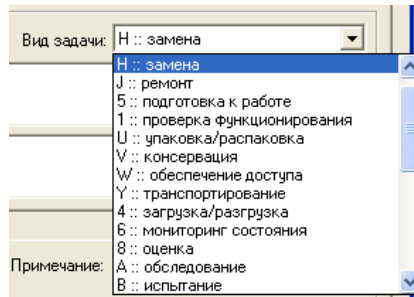 Вид задачи: H :: замена
H :: замена
J :: ремонт
5 :: подготовка к работе
1 :: проверка функционирования
U :: упаковка/распаковка
V :: консервация
W :: обеспечение доступа
Y :: транспортирование
4 :: загрузка/разгрузка
6 :: мониторинг состояния
Примечание: 8 :: оценка
A :: обследование
B :: испытание